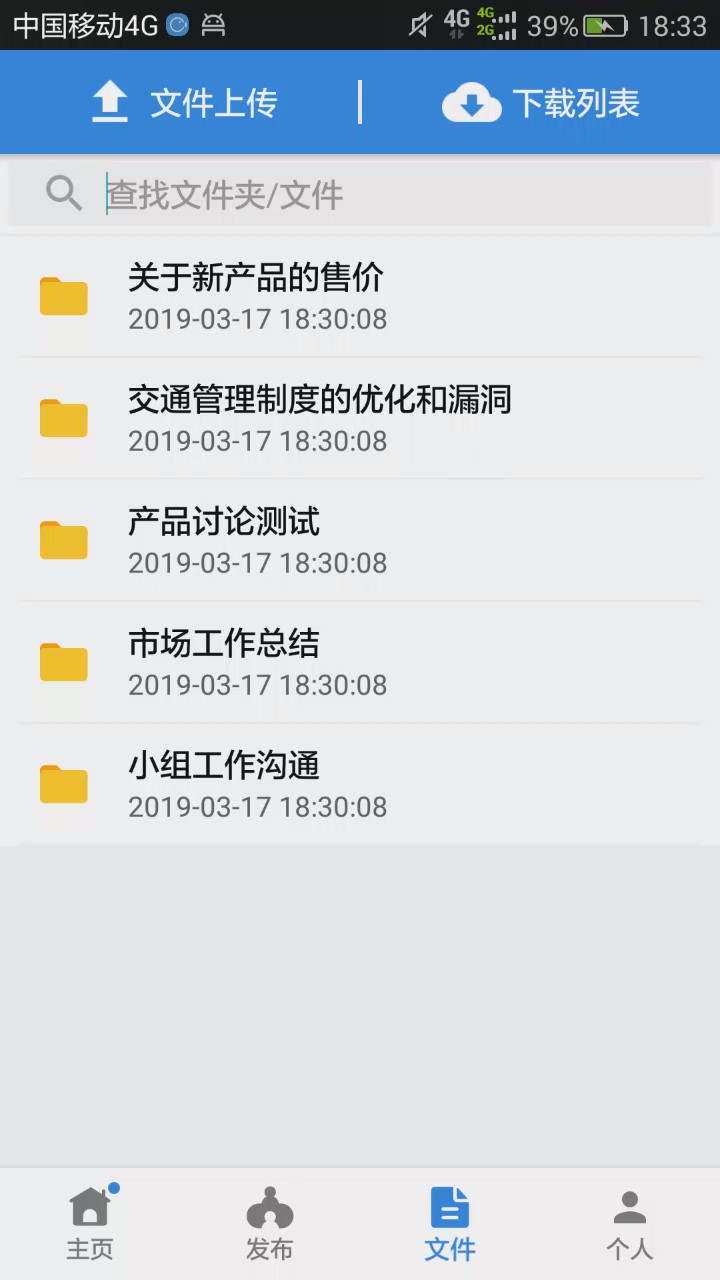 中国移动4G 4G 4G 2G 39% 18:33
文件上传 下载列表
查找文件夹/文件
关于新产品的售价
2019-03-17 18:30:08
交通管理制度的优化和漏洞
2019-03-17 18:30:08
产品讨论测试
2019-03-17 18:30:08
市场工作总结
2019-03-17 18:30:08
小组工作沟通
2019-03-17 18:30:08
主页 发布 文件 个人